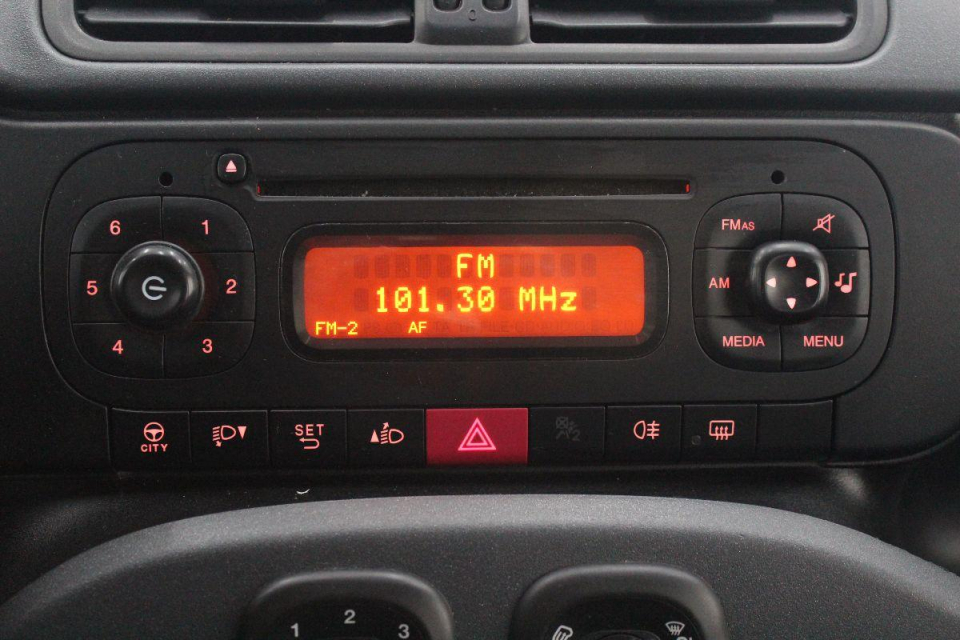 6 1
5 2
4 3
FM
101.30 MHz
FM-2 AF
FMAS
AM
MEDIA MENU
CITY
SET
2
1 2 3